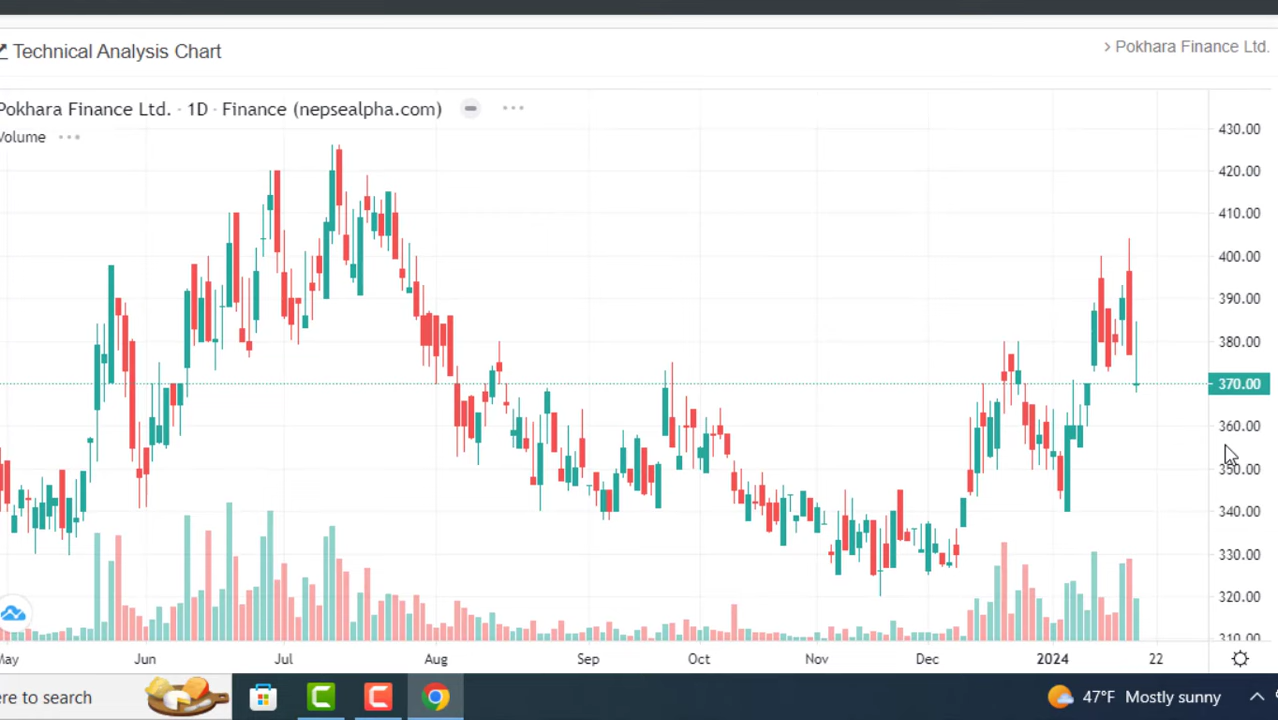 Technical Analysis Chart
> Pokhara Finance Ltd.
Pokhara Finance Ltd. · 1D · Finance (nepsealpha.com)
Volume
430.00
420.00
410.00
400.00
390.00
380.00
370.00
360.00
350.00
340.00
330.00
320.00
310.00
May Jun Jul Aug Sep Oct Nov Dec 2024 22
ere to search
47°F Mostly sunny